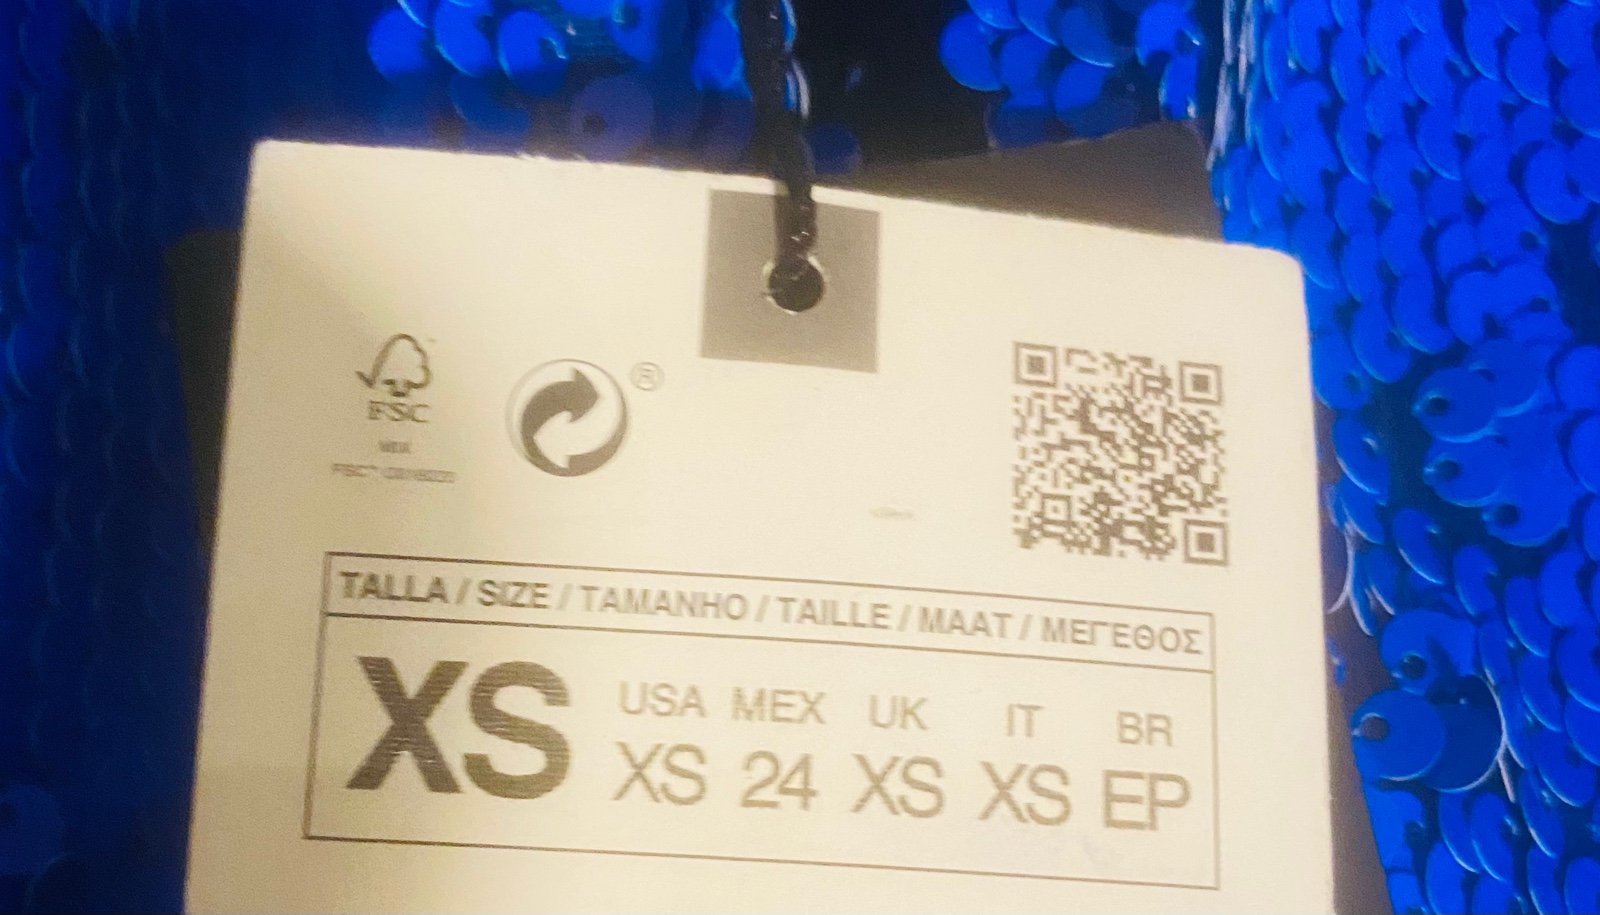 FSC
®
TALLA / SIZE / TAMANHO / TAILLE / MAAT / ΜΕΓΕΘΟΣ
XS USA MEX UK IT BR
XS 24 XS XS EP